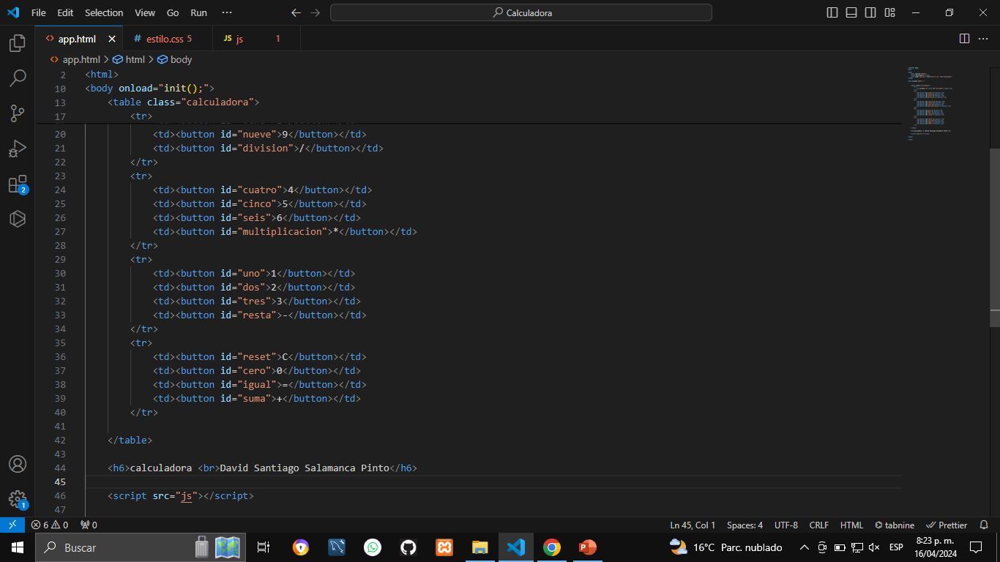 File Edit Selection View Go Run ··· Calculadora
app.html estilo.css 5 JS js 1
app.html > html > body
2 <html>
10 <body onload="init();">
13 <table class="calculadora">
17 <tr>
20 <td><button id="nueve">9</button></td>
21 <td><button id="division">/</button></td>
22 </tr>
23 <tr>
24 <td><button id="cuatro">4</button></td>
25 <td><button id="cinco">5</button></td>
26 <td><button id="seis">6</button></td>
27 <td><button id="multiplicacion">*</button></td>
28 </tr>
29 <tr>
30 <td><button id="uno">1</button></td>
31 <td><button id="dos">2</button></td>
32 <td><button id="tres">3</button></td>
33 <td><button id="resta">-</button></td>
34 </tr>
35 <tr>
36 <td><button id="reset">C</button></td>
37 <td><button id="cero">0</button></td>
38 <td><button id="igual">=</button></td>
39 <td><button id="suma">+</button></td>
40 </tr>
41
42 </table>
43
44 <h6>calculadora <br>David Santiago Salamanca Pinto</h6>
45
46 <script src="js"></script>
47
2
1
6 0 0 Ln 45, Col 1 Spaces: 4 UTF-8 CRLF HTML tabnine Prettier
Buscar 16°C Parc. nublado ESP 8:23 p. m.
16/04/2024